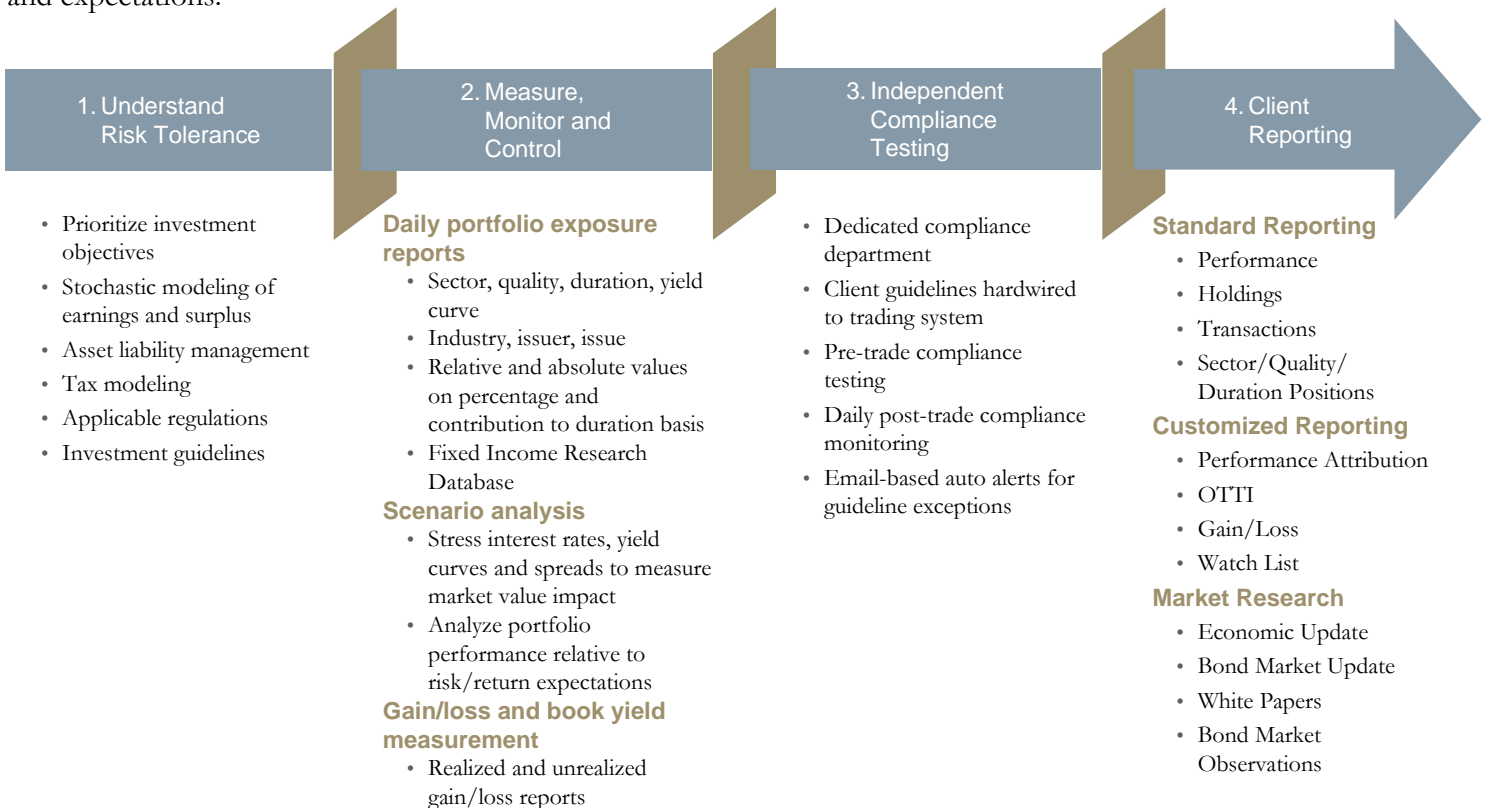 and expectations.
1. Understand
Risk Tolerance
• Prioritize investment
objectives
• Stochastic modeling of
earnings and surplus
• Asset liability management
• Tax modeling
• Applicable regulations
• Investment guidelines
2. Measure,
Monitor and
Control
Daily portfolio exposure
reports
• Sector, quality, duration, yield
curve
• Industry, issuer, issue
• Relative and absolute values
on percentage and
contribution to duration basis
• Fixed Income Research
Database
Scenario analysis
• Stress interest rates, yield
curves and spreads to measure
market value impact
• Analyze portfolio
performance relative to
risk/return expectations
Gain/loss and book yield
measurement
• Realized and unrealized
gain/loss reports
3. Independent
Compliance
Testing
• Dedicated compliance
department
• Client guidelines hardwired
to trading system
• Pre-trade compliance
testing
• Daily post-trade compliance
monitoring
• Email-based auto alerts for
guideline exceptions
4. Client
Reporting
Standard Reporting
• Performance
• Holdings
• Transactions
• Sector/Quality/
Duration Positions
Customized Reporting
• Performance Attribution
• OTTI
• Gain/Loss
• Watch List
Market Research
• Economic Update
• Bond Market Update
• White Papers
• Bond Market
Observations